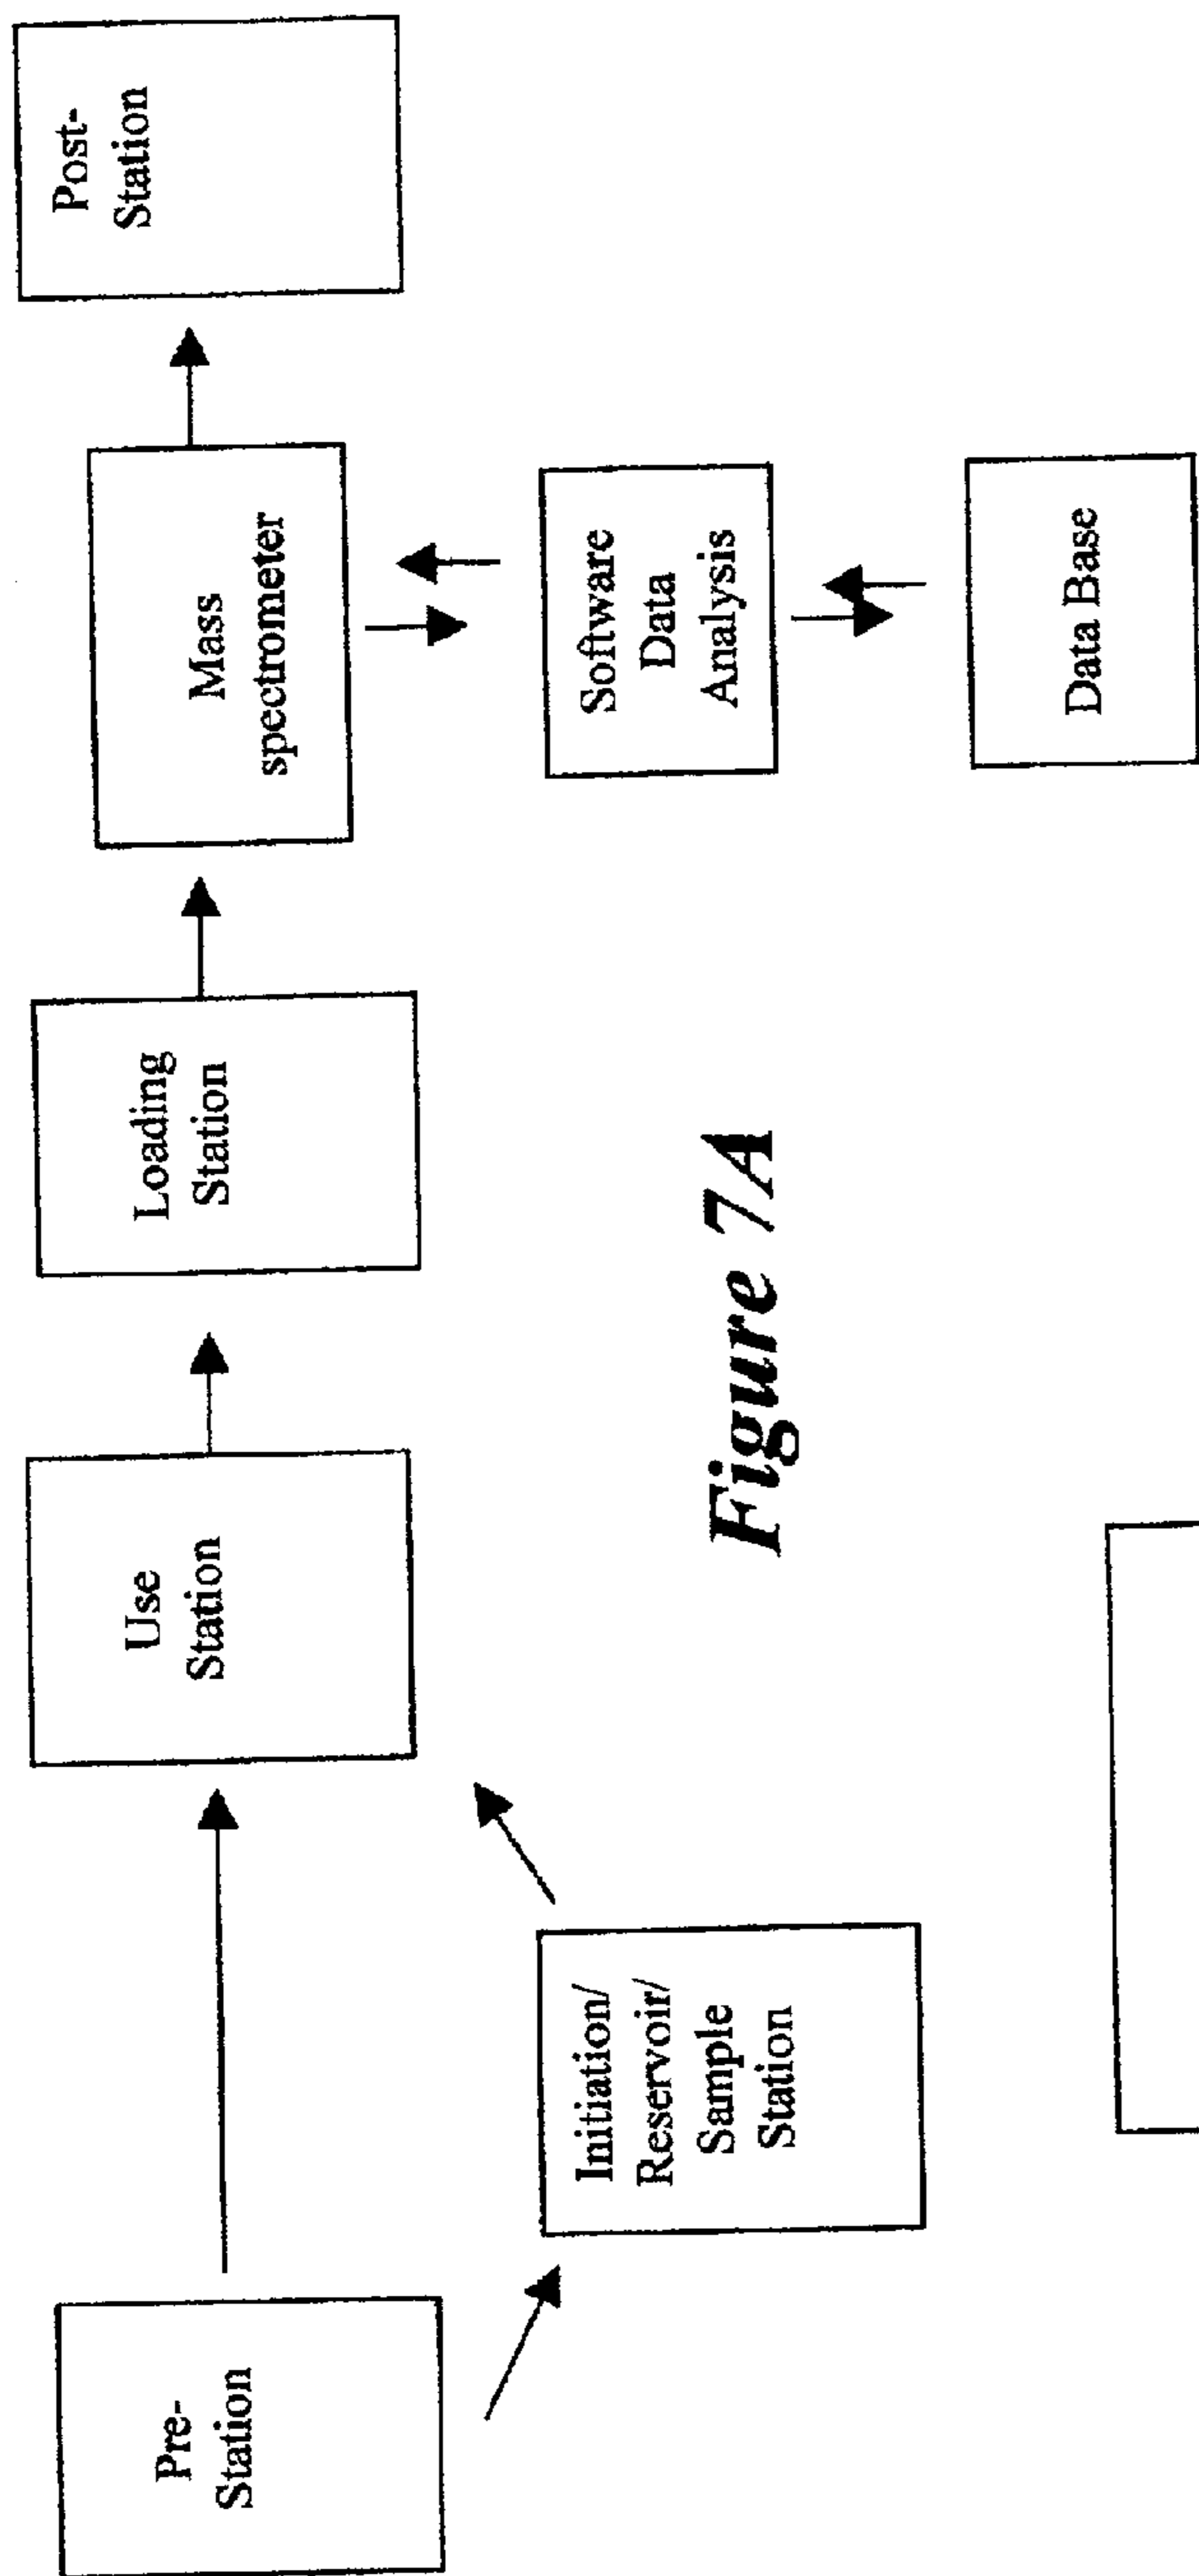 Pre-
Station
Initiation/
Reservoir/
Sample
Station
Use
Station
Loading
Station
Mass
spectrometer
Software
Data
Analysis
Data Base
Post-
Station
Figure 7A